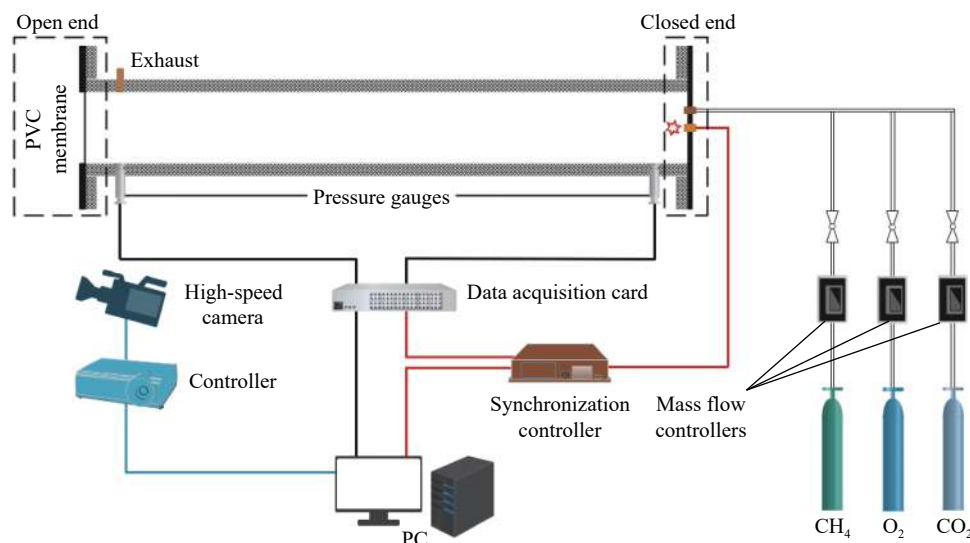 Open end
Closed end
Exhaust
PVC
membrane
Pressure gauges
High-speed
camera
Data acquisition card
Controller
Synchronization
controller
Mass flow
controllers
PC
CH₄
O₂
CO₂